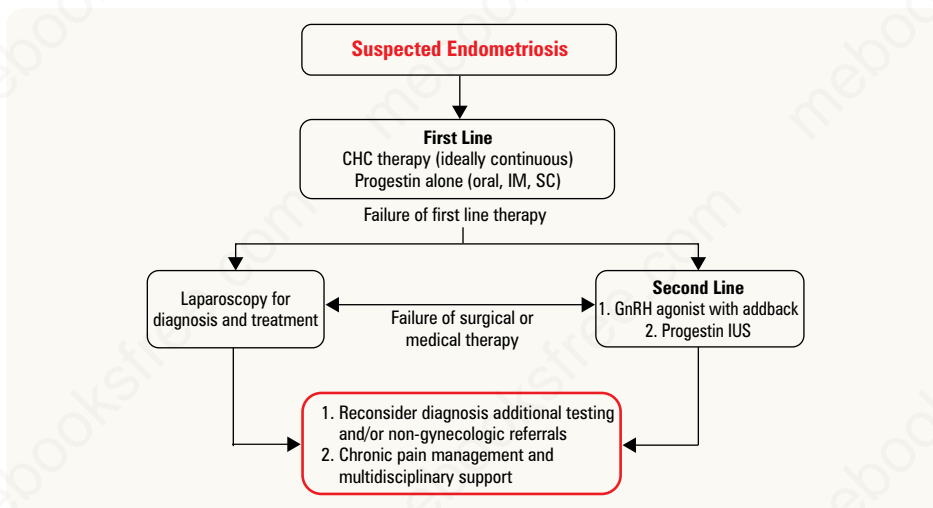 Suspected Endometriosis
First Line
CHC therapy (ideally continuous)
Progestin alone (oral, IM, SC)
Failure of first line therapy
Laparoscopy for
diagnosis and treatment
Failure of surgical or
medical therapy
Second Line
1. GnRH agonist with addback
2. Progestin IUS
1. Reconsider diagnosis additional testing
and/or non-gynecologic referrals
2. Chronic pain management and
multidisciplinary support